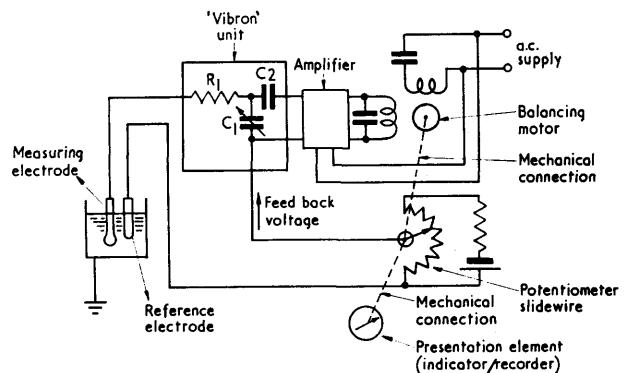 'Vibron'
unit
R1
C2
C1
Amplifier
a.c.
supply
Balancing
motor
Mechanical
connection
Measuring
electrode
Feed back
voltage
Reference
electrode
Potentiometer
slidewire
Mechanical
connection
Presentation element
(indicator/recorder)